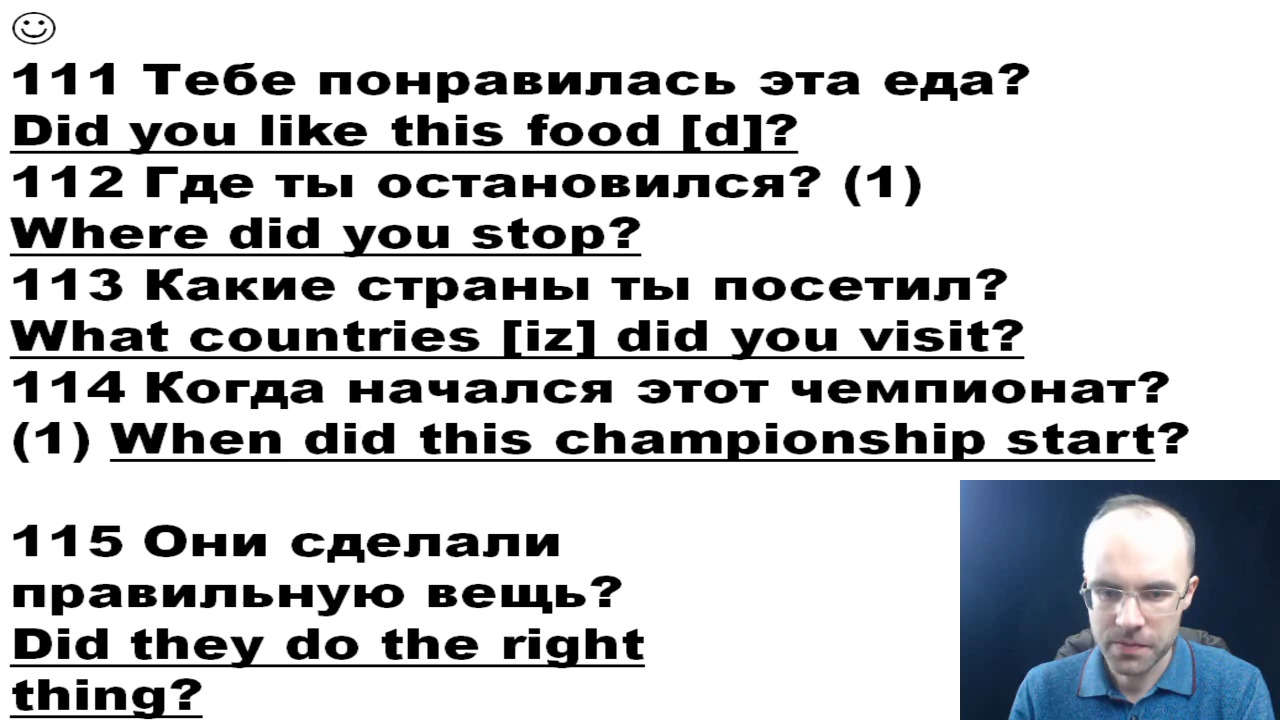 111 Тебе понравилась эта еда?
Did you like this food [d]?
112 Где ты остановился? (1)
Where did you stop?
113 Какие страны ты посетил?
What countries [iz] did you visit?
114 Когда начался этот чемпионат?
(1) When did this championship start?
115 Они сделали
правильную вещь?
Did they do the right
thing?